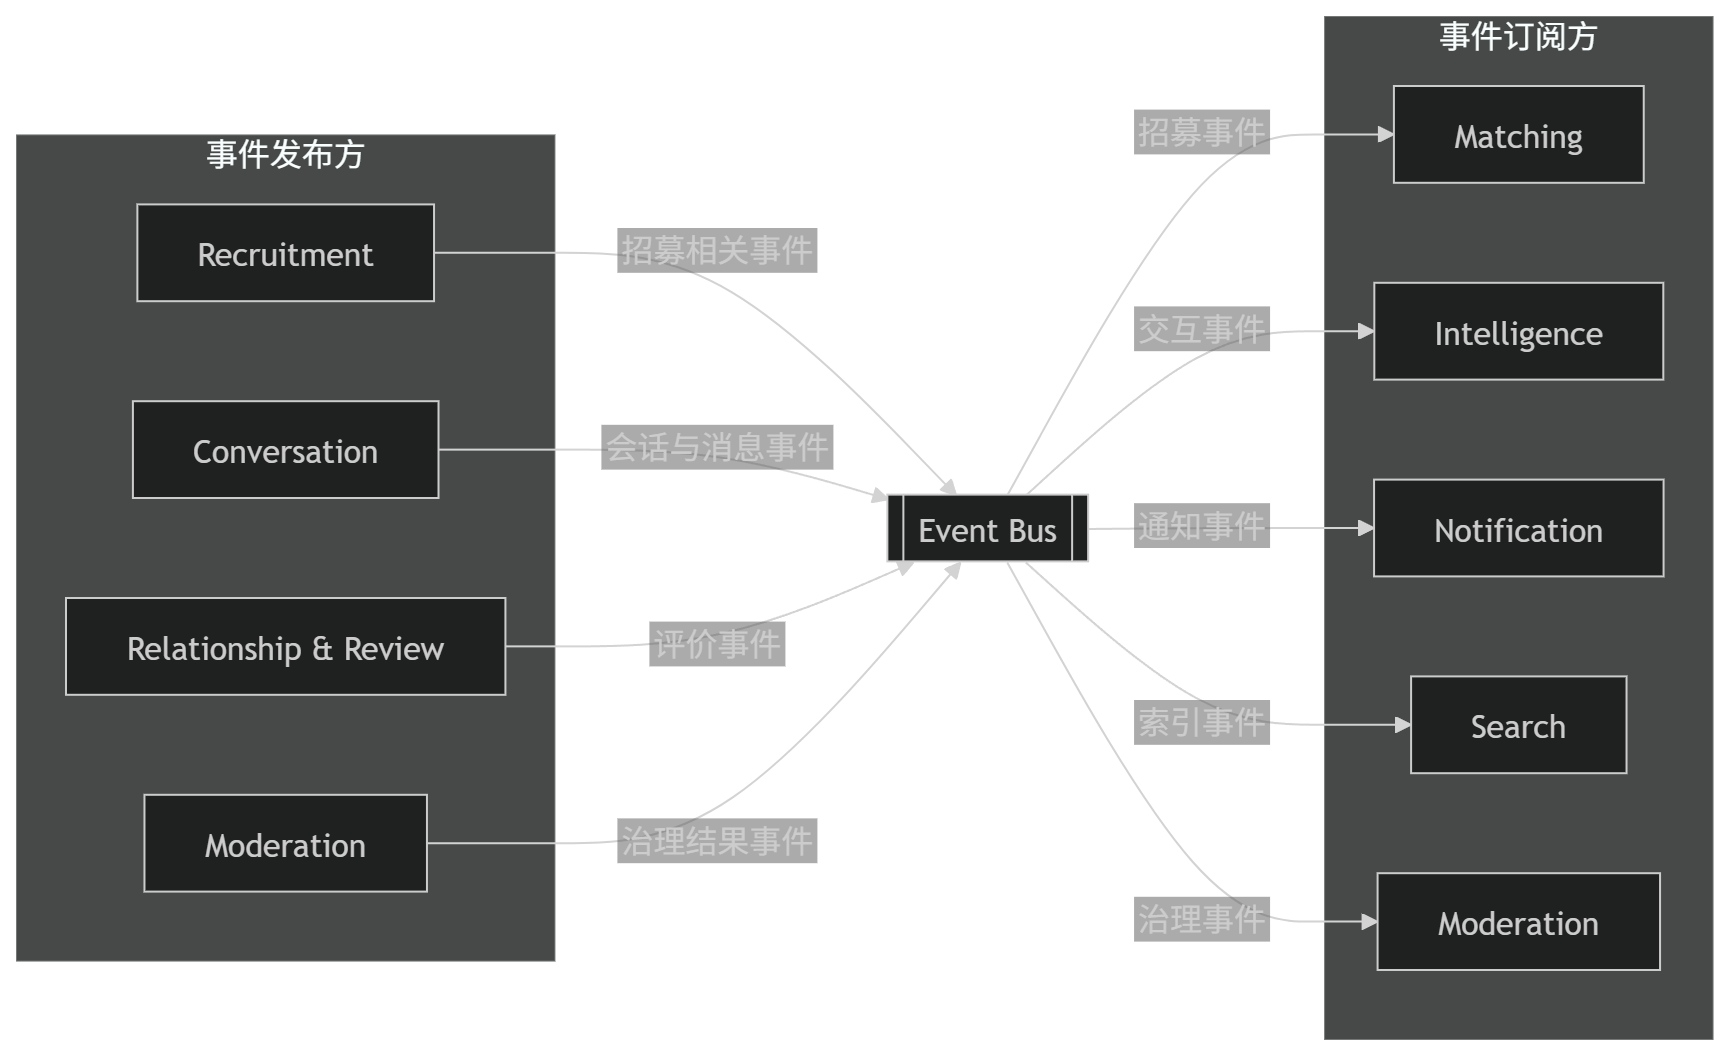 事件发布方
Recruitment
Conversation
Relationship & Review
Moderation
招募相关事件
会话与消息事件
评价事件
治理结果事件
Event Bus
招募事件
交互事件
通知事件
索引事件
治理事件
事件订阅方
Matching
Intelligence
Notification
Search
Moderation